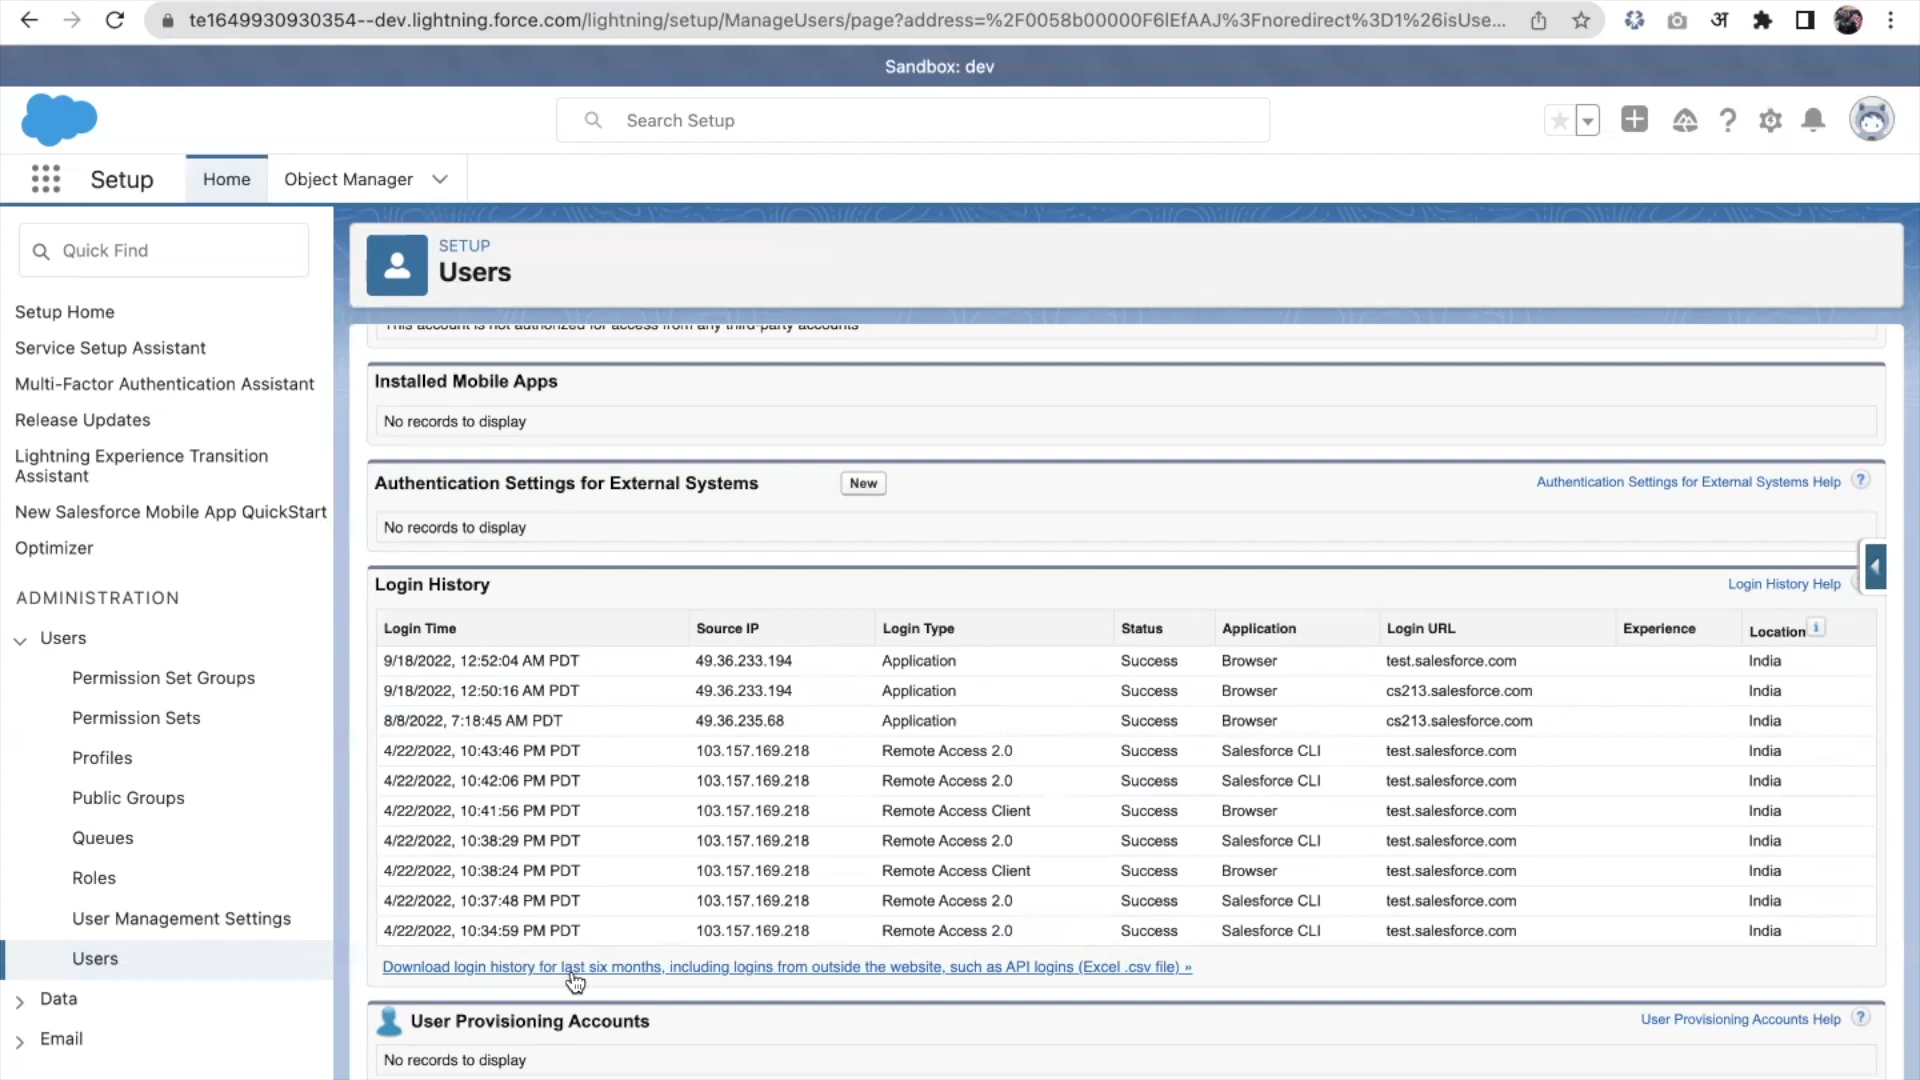 te1649930930354--dev.lightning.force.com/lightning/setup/ManageUsers/page?address=%2F0058b00000F6lEfAAJ%3Fnoredirect%3D1%26isUse...
अ
Sandbox: dev
Search Setup
Setup
Home
Object Manager
Quick Find
Setup Home
Service Setup Assistant
Multi-Factor Authentication Assistant
Release Updates
Lightning Experience Transition
Assistant
New Salesforce Mobile App QuickStart
Optimizer
ADMINISTRATION
Users
Permission Set Groups
Permission Sets
Profiles
Public Groups
Queues
Roles
User Management Settings
Users
Data
Email
SETUP
Users
This account is not authorized for access from any third-party accounts
Installed Mobile Apps
No records to display
Authentication Settings for External Systems New Authentication Settings for External Systems Help ?
No records to display
Login History Login History Help
Login Time Source IP Login Type Status Application Login URL Experience Location i
9/18/2022, 12:52:04 AM PDT 49.36.233.194 Application Success Browser test.salesforce.com India
9/18/2022, 12:50:16 AM PDT 49.36.233.194 Application Success Browser cs213.salesforce.com India
8/8/2022, 7:18:45 AM PDT 49.36.235.68 Application Success Browser cs213.salesforce.com India
4/22/2022, 10:43:46 PM PDT 103.157.169.218 Remote Access 2.0 Success Salesforce CLI test.salesforce.com India
4/22/2022, 10:42:06 PM PDT 103.157.169.218 Remote Access 2.0 Success Salesforce CLI test.salesforce.com India
4/22/2022, 10:41:56 PM PDT 103.157.169.218 Remote Access Client Success Browser test.salesforce.com India
4/22/2022, 10:38:29 PM PDT 103.157.169.218 Remote Access 2.0 Success Salesforce CLI test.salesforce.com India
4/22/2022, 10:38:24 PM PDT 103.157.169.218 Remote Access Client Success Browser test.salesforce.com India
4/22/2022, 10:37:48 PM PDT 103.157.169.218 Remote Access 2.0 Success Salesforce CLI test.salesforce.com India
4/22/2022, 10:34:59 PM PDT 103.157.169.218 Remote Access 2.0 Success Salesforce CLI test.salesforce.com India
Download login history for last six months, including logins from outside the website, such as API logins (Excel .csv file) »
User Provisioning Accounts User Provisioning Accounts Help ?
No records to display